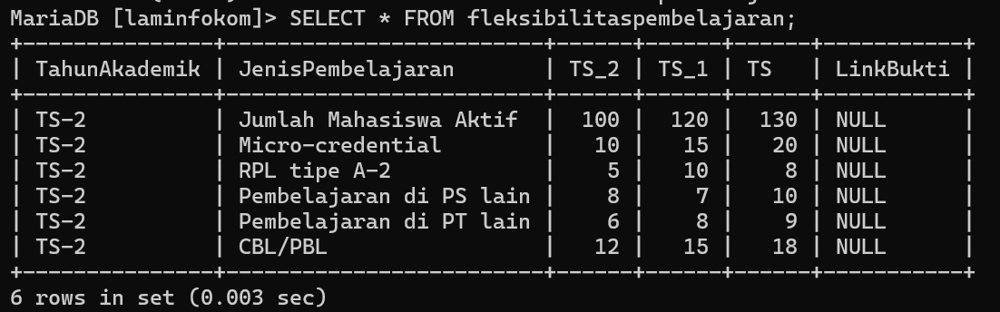 MariaDB [laminfokom]> SELECT * FROM fleksibilitaspembelajaran;
+---------------+-------------------------+------+------+------+-----------+
| TahunAkademik | JenisPembelajaran       | TS_2 | TS_1 | TS   | LinkBukti |
+---------------+-------------------------+------+------+------+-----------+
| TS-2          | Jumlah Mahasiswa Aktif  |  100 |  120 |  130 | NULL      |
| TS-2          | Micro-credential        |   10 |   15 |   20 | NULL      |
| TS-2          | RPL tipe A-2            |    5 |   10 |    8 | NULL      |
| TS-2          | Pembelajaran di PS lain |    8 |    7 |   10 | NULL      |
| TS-2          | Pembelajaran di PT lain |    6 |    8 |    9 | NULL      |
| TS-2          | CBL/PBL                 |   12 |   15 |   18 | NULL      |
+---------------+-------------------------+------+------+------+-----------+
6 rows in set (0.003 sec)